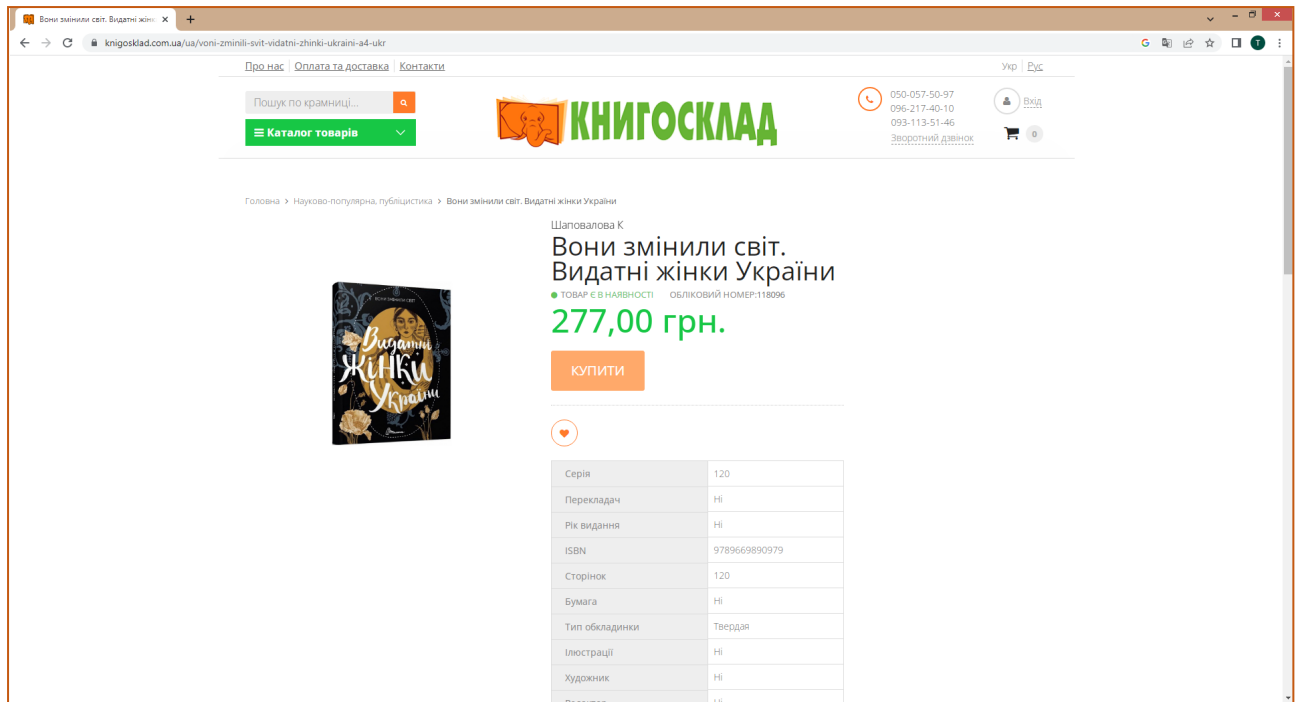 Вони змінили світ. Видатні жінк
knigosklad.com.ua/ua/voni-zminili-svit-vidatni-zhinki-ukraini-a4-ukr
Про нас Оплата та доставка Контакти
Укр Рус
Пошук по крамниці...
Каталог товарів
КНИГОСКЛАД
050-057-50-97
096-217-40-10
093-113-51-46
Зворотний дзвінок
Вхід
0
Головна > Науково-популярна, публіцистика > Вони змінили світ. Видатні жінки України
ВОНИ ЗМІНИЛИ СВІТ
Видатні
ЖІНКИ
України
Шаповалова К
Вони змінили світ.
Видатні жінки України
ТОВАР Є В НАЯВНОСТІ ОБЛІКОВИЙ НОМЕР:118096
277,00 грн.
КУПИТИ
Серія 120
Перекладач Ні
Рік видання Ні
ISBN 9789669890979
Сторінок 120
Бумага Ні
Тип обкладинки Твердая
Ілюстрації Ні
Художник Ні